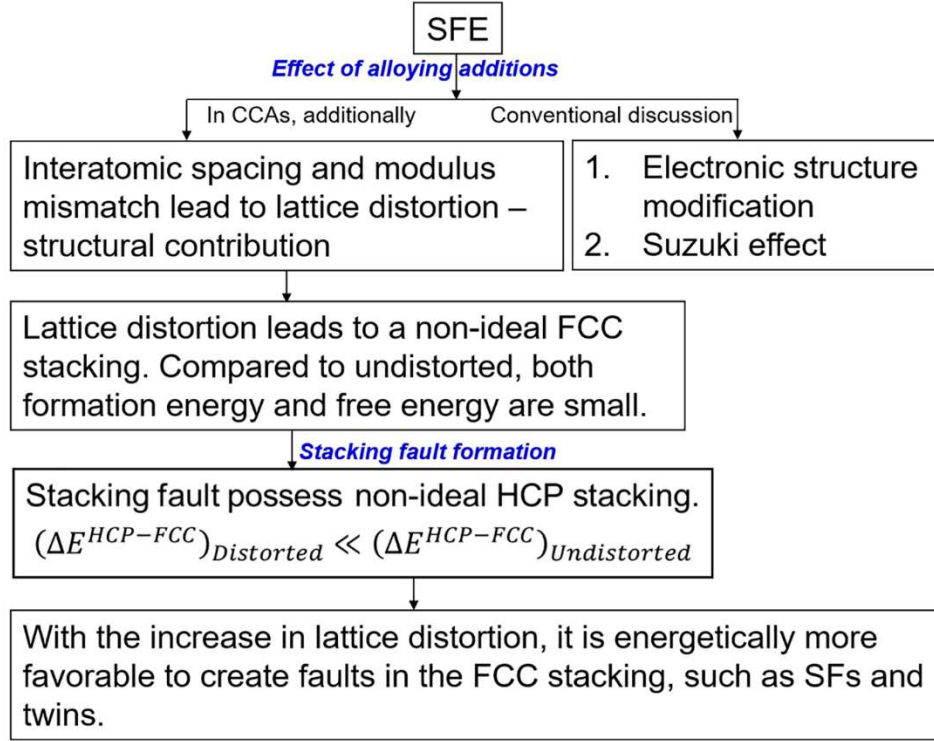 SFE
Effect of alloying additions
In CCAs, additionally
Conventional discussion
Interatomic spacing and modulus
mismatch lead to lattice distortion –
structural contribution
1. Electronic structure
modification
2. Suzuki effect
Lattice distortion leads to a non-ideal FCC
stacking. Compared to undistorted, both
formation energy and free energy are small.
Stacking fault formation
Stacking fault possess non-ideal HCP stacking.
(ΔE^{HCP−FCC})_{Distorted} ≪ (ΔE^{HCP−FCC})_{Undistorted}
With the increase in lattice distortion, it is energetically more
favorable to create faults in the FCC stacking, such as SFs and
twins.